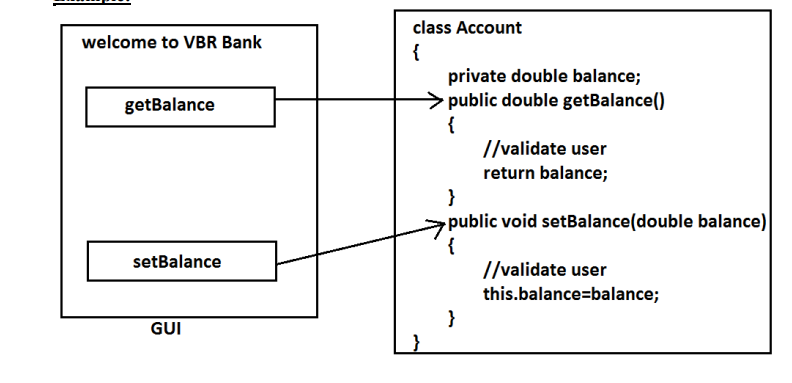 Example:
welcome to VBR Bank
getBalance
setBalance
GUI
class Account
{
private double balance;
public double getBalance()
{
//validate user
return balance;
}
public void setBalance(double balance)
{
//validate user
this.balance=balance;
}
}